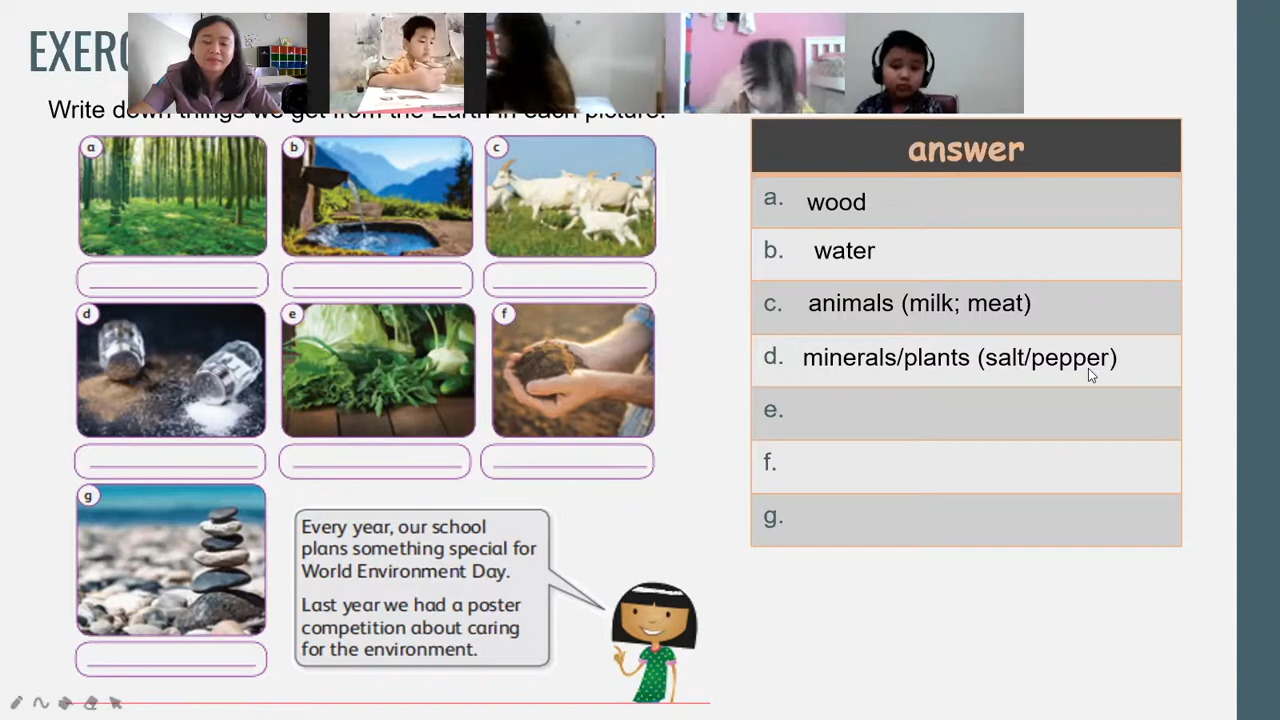 EXERC
Write down things we get from the Earth in each picture.
a
b
c
d
e
f
g
Every year, our school
plans something special for
World Environment Day.
Last year we had a poster
competition about caring
for the environment.
answer
a. wood
b. water
c. animals (milk; meat)
d. minerals/plants (salt/pepper)
e.
f.
g.